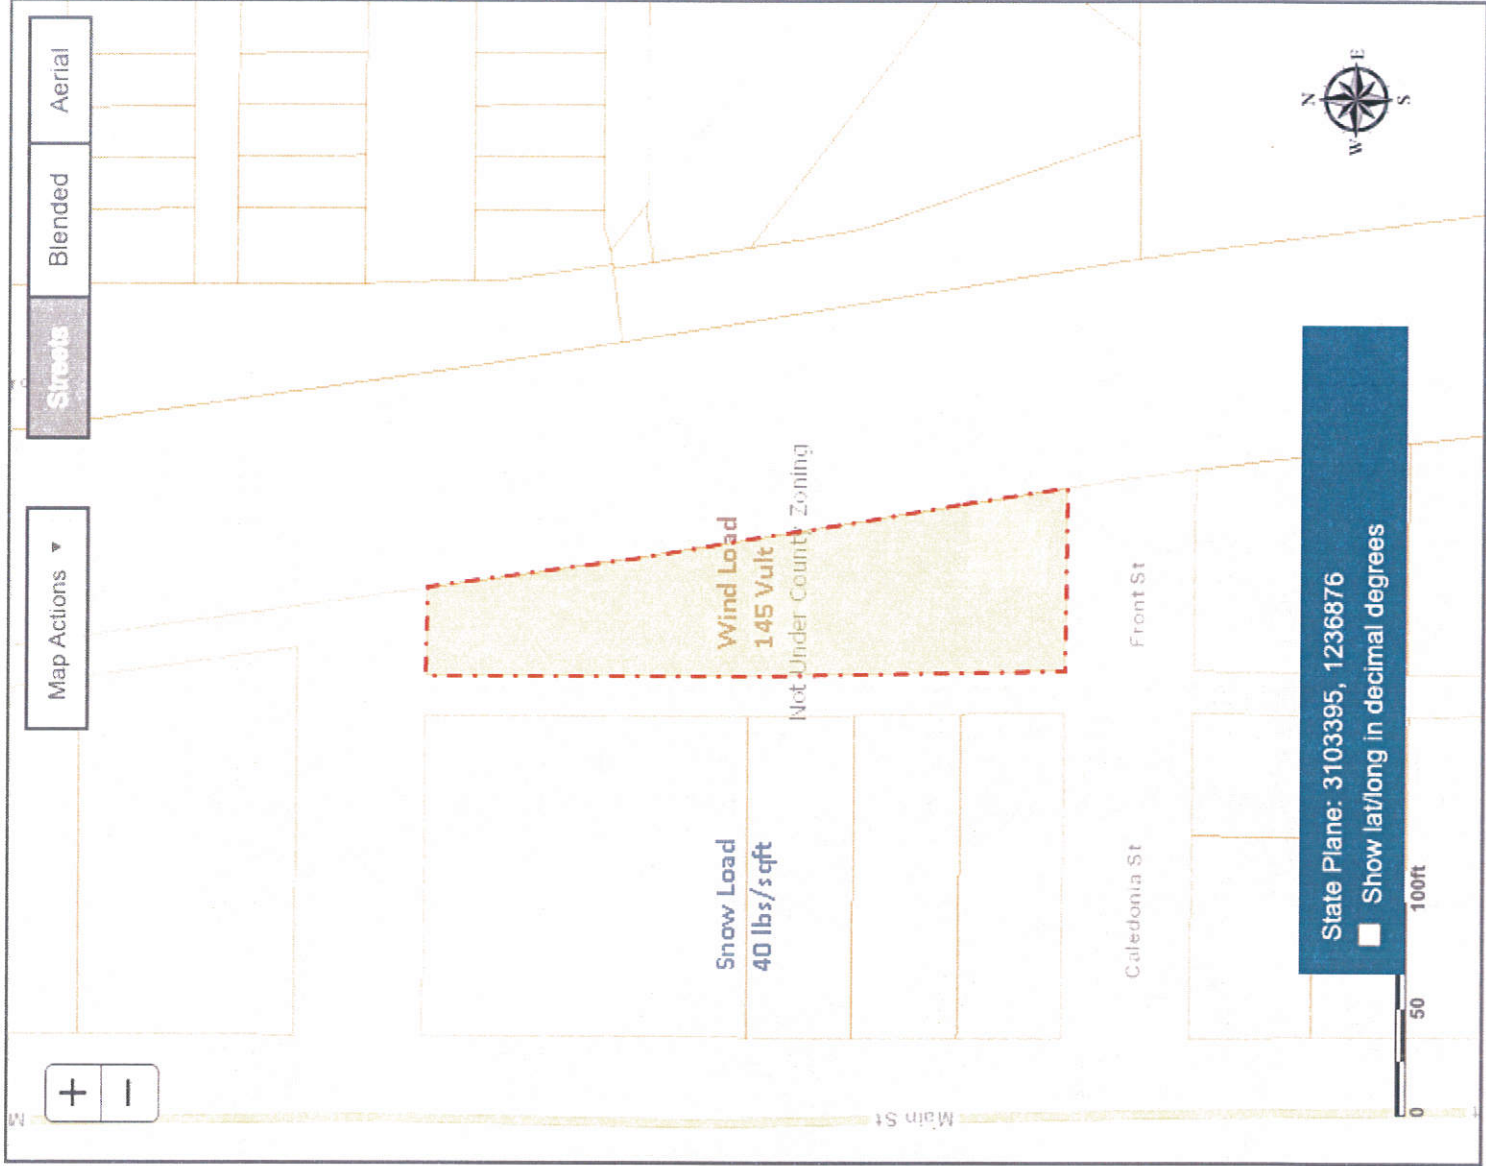 Map Actions ▼
Streets
Blended
Aerial
+
−
Snow Load
40 lbs/sqft
Wind Load
145 Vult
Not Under County Zoning
Caledonia St
Front St
Main St
M
State Plane: 3103395, 1236876
Show lat/long in decimal degrees
0
50
100ft
N
E
S
W